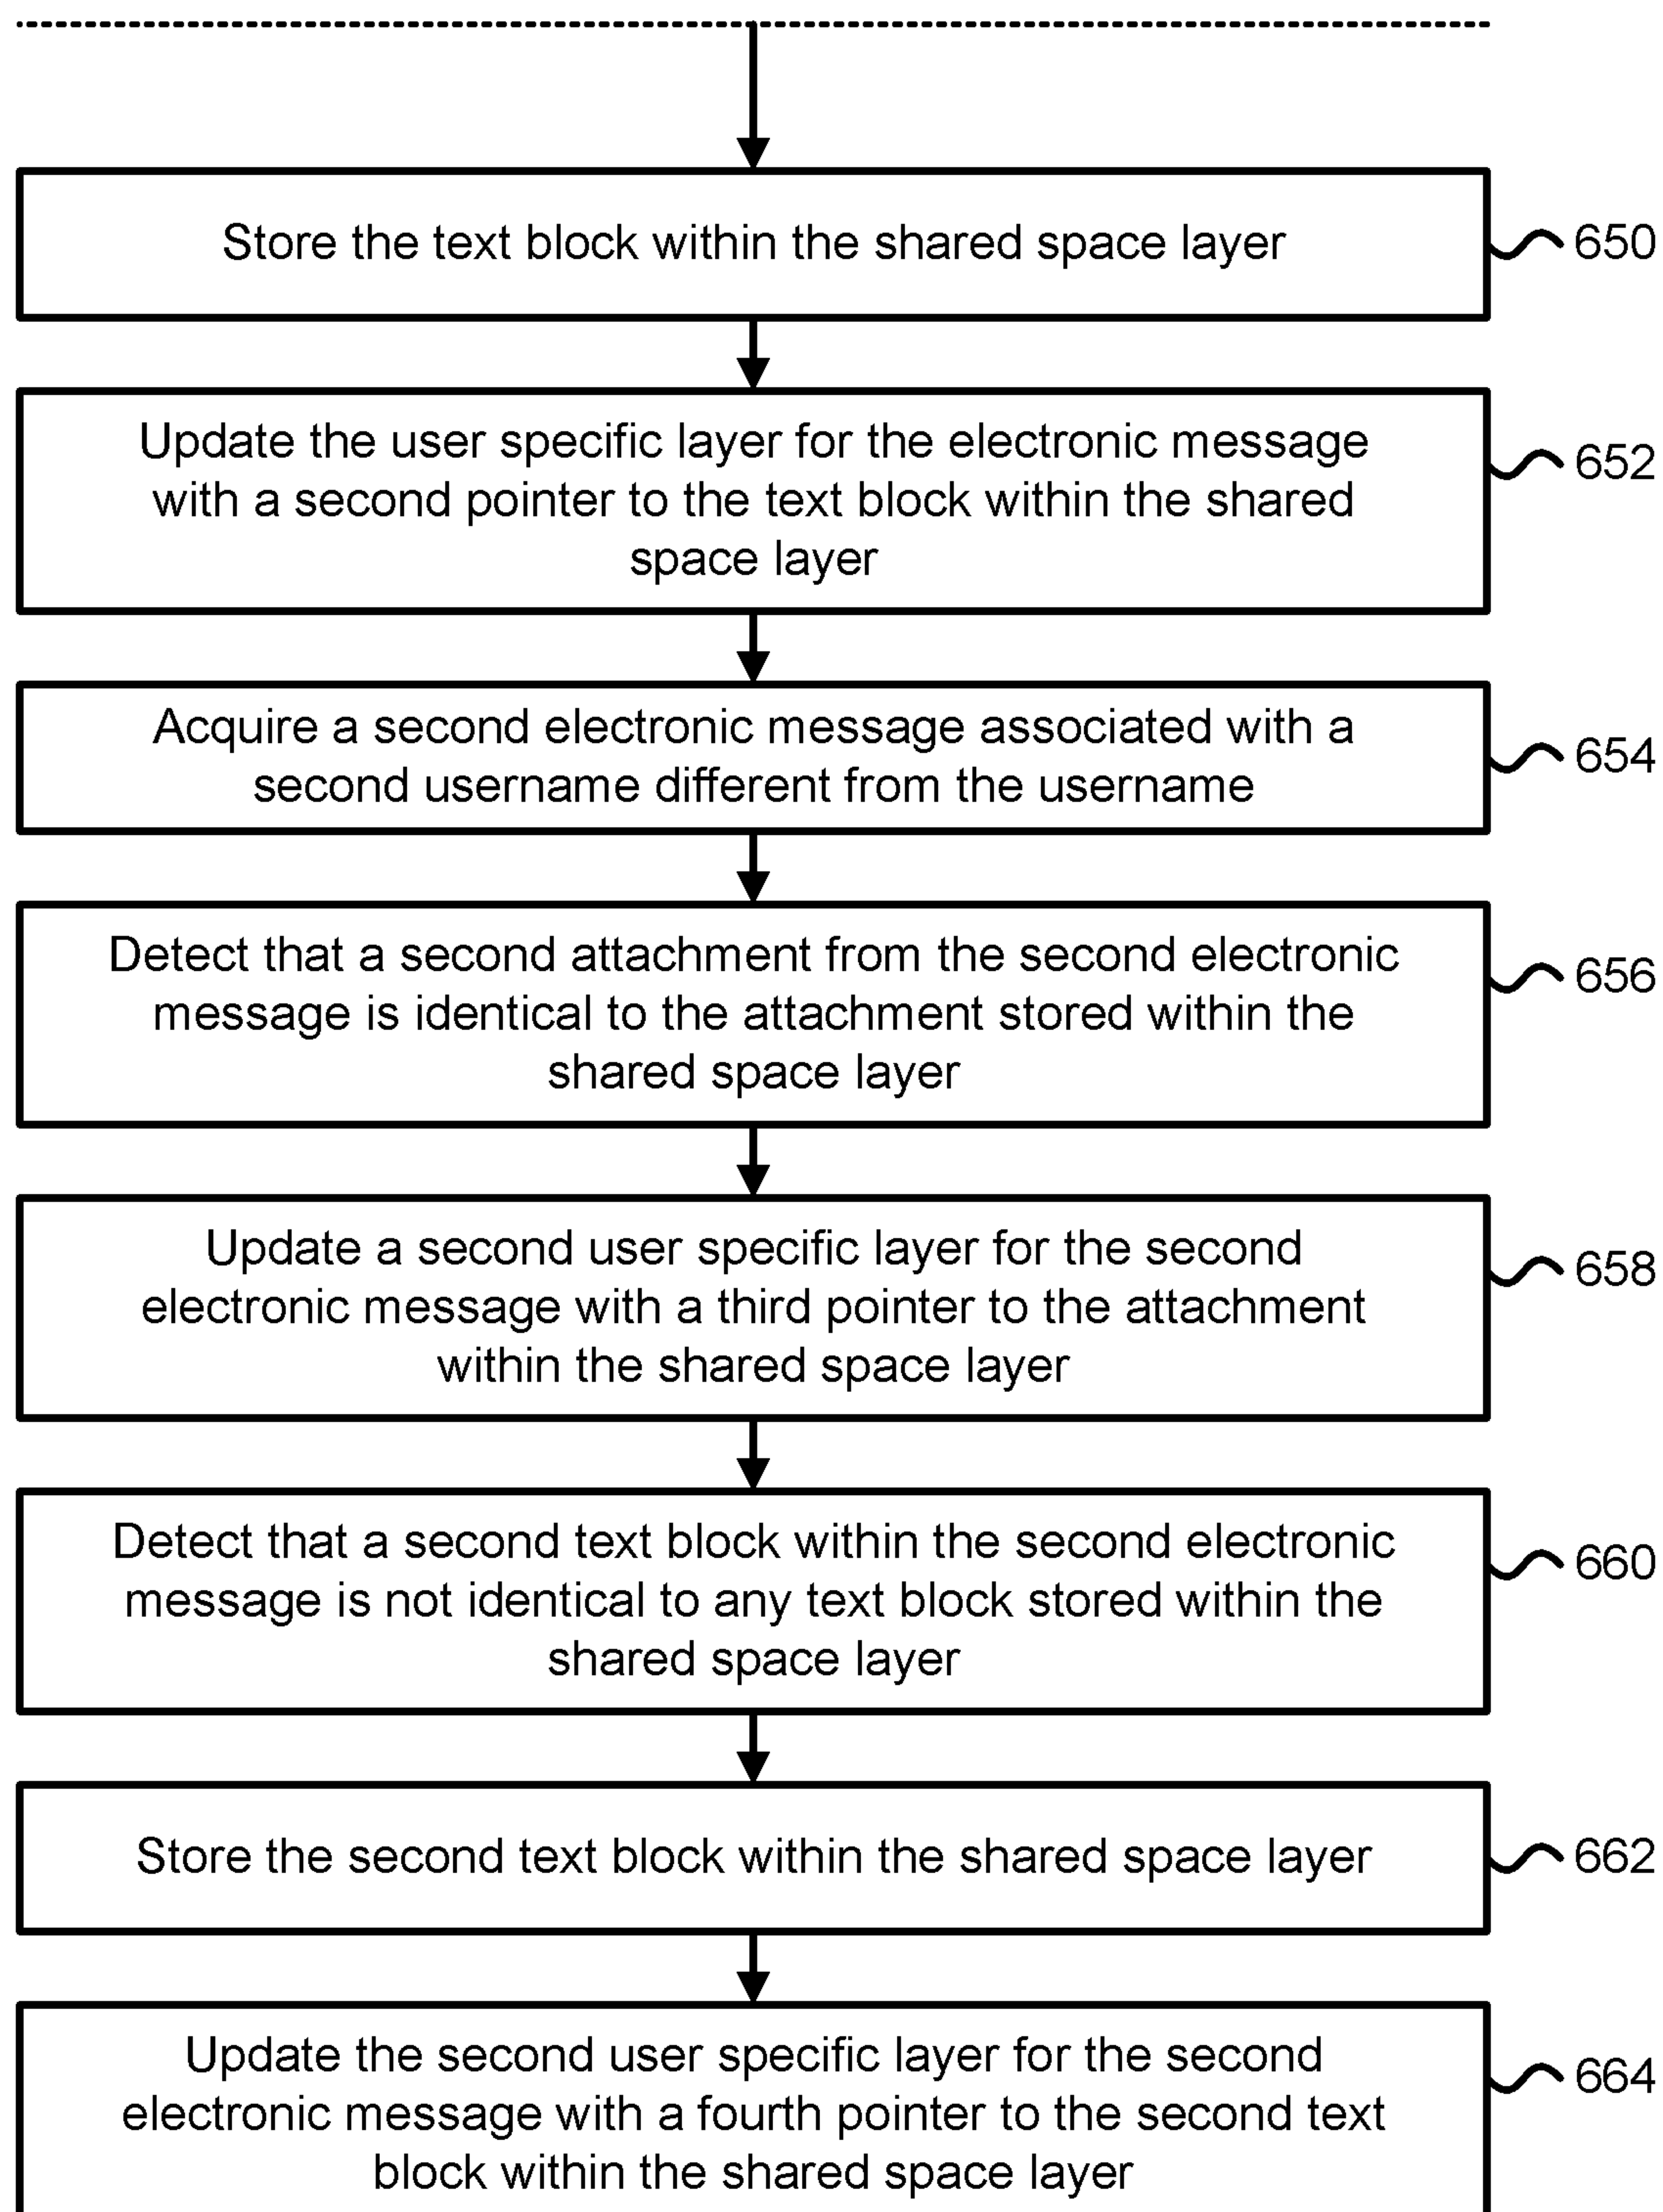 Store the text block within the shared space layer
650
Update the user specific layer for the electronic message
with a second pointer to the text block within the shared
space layer
652
Acquire a second electronic message associated with a
second username different from the username
654
Detect that a second attachment from the second electronic
message is identical to the attachment stored within the
shared space layer
656
Update a second user specific layer for the second
electronic message with a third pointer to the attachment
within the shared space layer
658
Detect that a second text block within the second electronic
message is not identical to any text block stored within the
shared space layer
660
Store the second text block within the shared space layer
662
Update the second user specific layer for the second
electronic message with a fourth pointer to the second text
block within the shared space layer
664